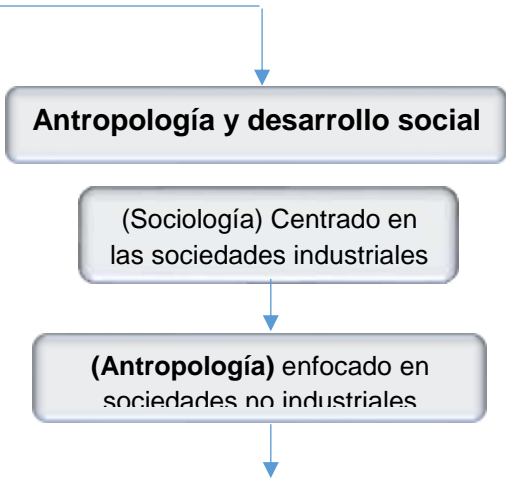 Antropología y desarrollo social
(Sociología) Centrado en
las sociedades industriales
(Antropología) enfocado en
sociedades no industriales